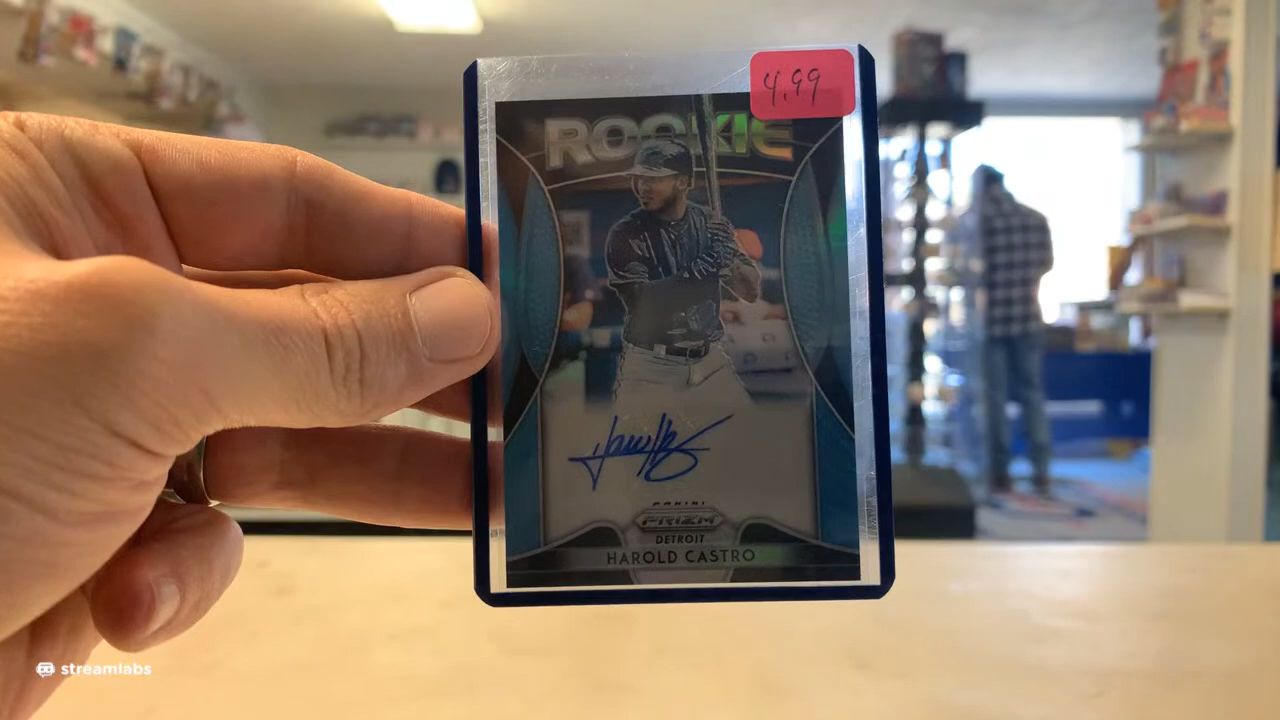 4.99
ROOKIE
PANINI
PRIZM
DETROIT
HAROLD CASTRO
streamlabs